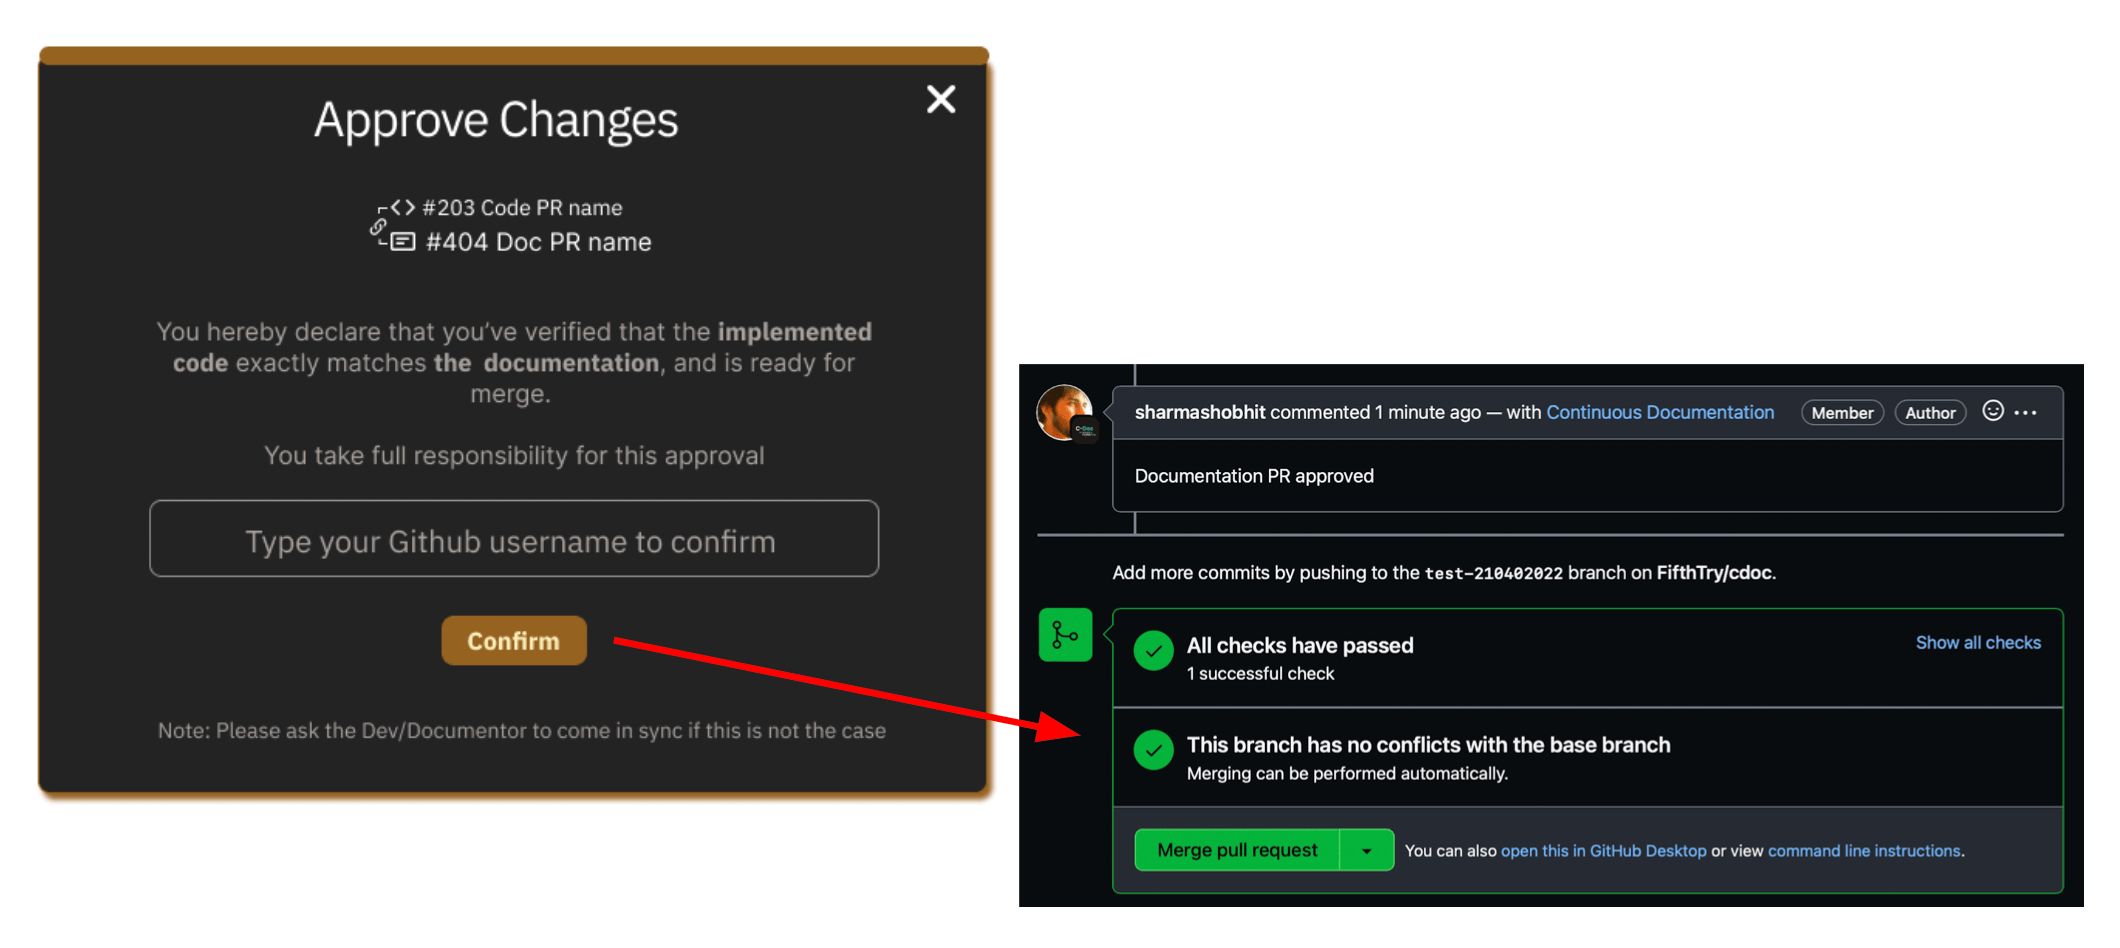 Approve Changes
#203 Code PR name
#404 Doc PR name
You hereby declare that you've verified that the implemented
code exactly matches the documentation, and is ready for
merge.
You take full responsibility for this approval
Type your Github username to confirm
Confirm
Note: Please ask the Dev/Documentor to come in sync if this is not the case
sharmashobhit commented 1 minute ago — with Continuous Documentation Member Author
C-Doc
Documentation PR approved
Add more commits by pushing to the test-210402022 branch on FifthTry/cdoc.
All checks have passed
Show all checks
1 successful check
This branch has no conflicts with the base branch
Merging can be performed automatically.
Merge pull request
You can also open this in GitHub Desktop or view command line instructions.